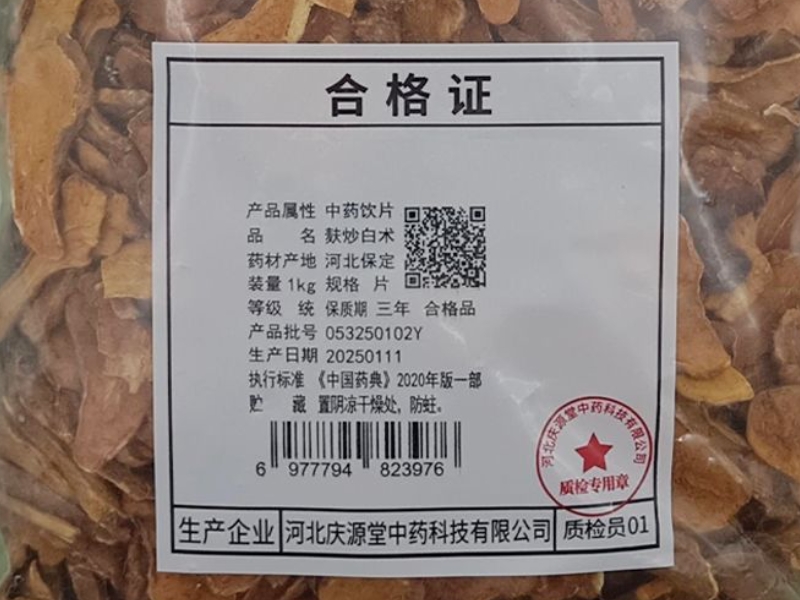 合格证
产品属性 中药饮片
品 名 麸炒白术
药材产地 河北保定
装量 1kg 规格 片
等级 统 保质期 三年 合格品
产品批号 053250102Y
生产日期 20250111
执行标准 《中国药典》2020年版一部
贮 藏 置阴凉干燥处,防蛀。
6 977794 823976
河北庆源堂中药科技有限公司
质检专用章
生产企业 河北庆源堂中药科技有限公司 质检员01